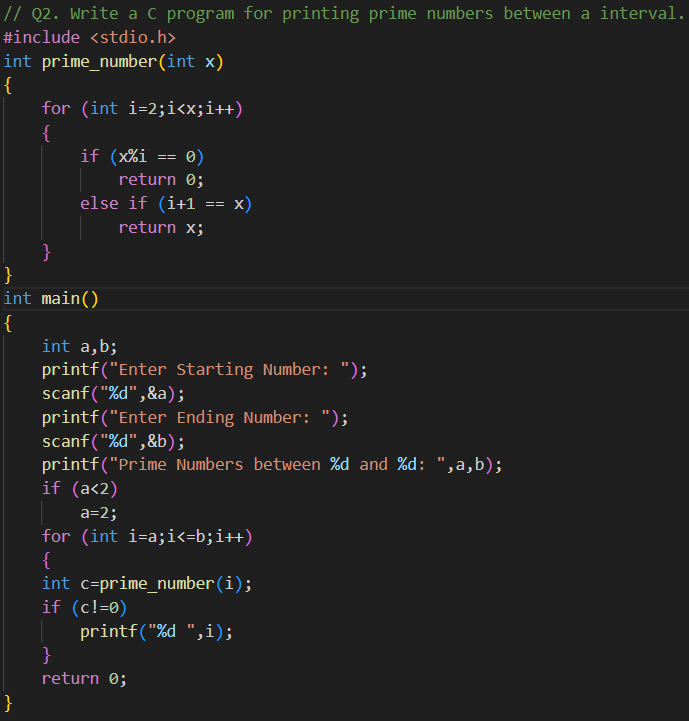 // Q2. Write a C program for printing prime numbers between a interval.
#include <stdio.h>
int prime_number(int x)
{
    for (int i=2;i<x;i++)
    {
        if (x%i == 0)
            return 0;
        else if (i+1 == x)
            return x;
    }
}
int main()
{
    int a,b;
    printf("Enter Starting Number: ");
    scanf("%d",&a);
    printf("Enter Ending Number: ");
    scanf("%d",&b);
    printf("Prime Numbers between %d and %d: ",a,b);
    if (a<2)
        a=2;
    for (int i=a;i<=b;i++)
    {
    int c=prime_number(i);
    if (c!=0)
        printf("%d ",i);
    }
    return 0;
}